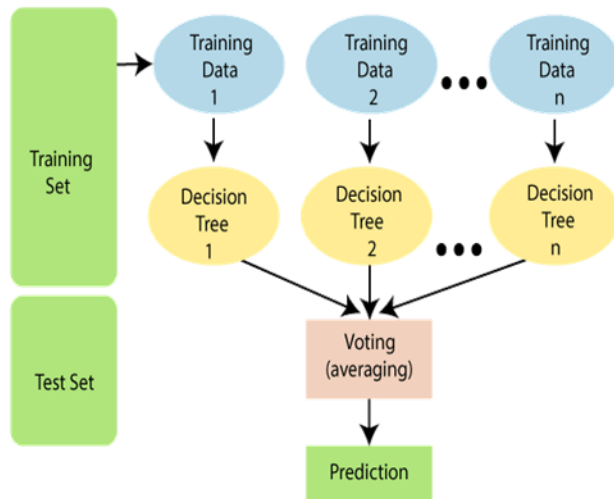 Training
Set
Training
Data
1
Training
Data
2
Training
Data
n
Decision
Tree
1
Decision
Tree
2
Decision
Tree
n
Test Set
Voting
(averaging)
Prediction